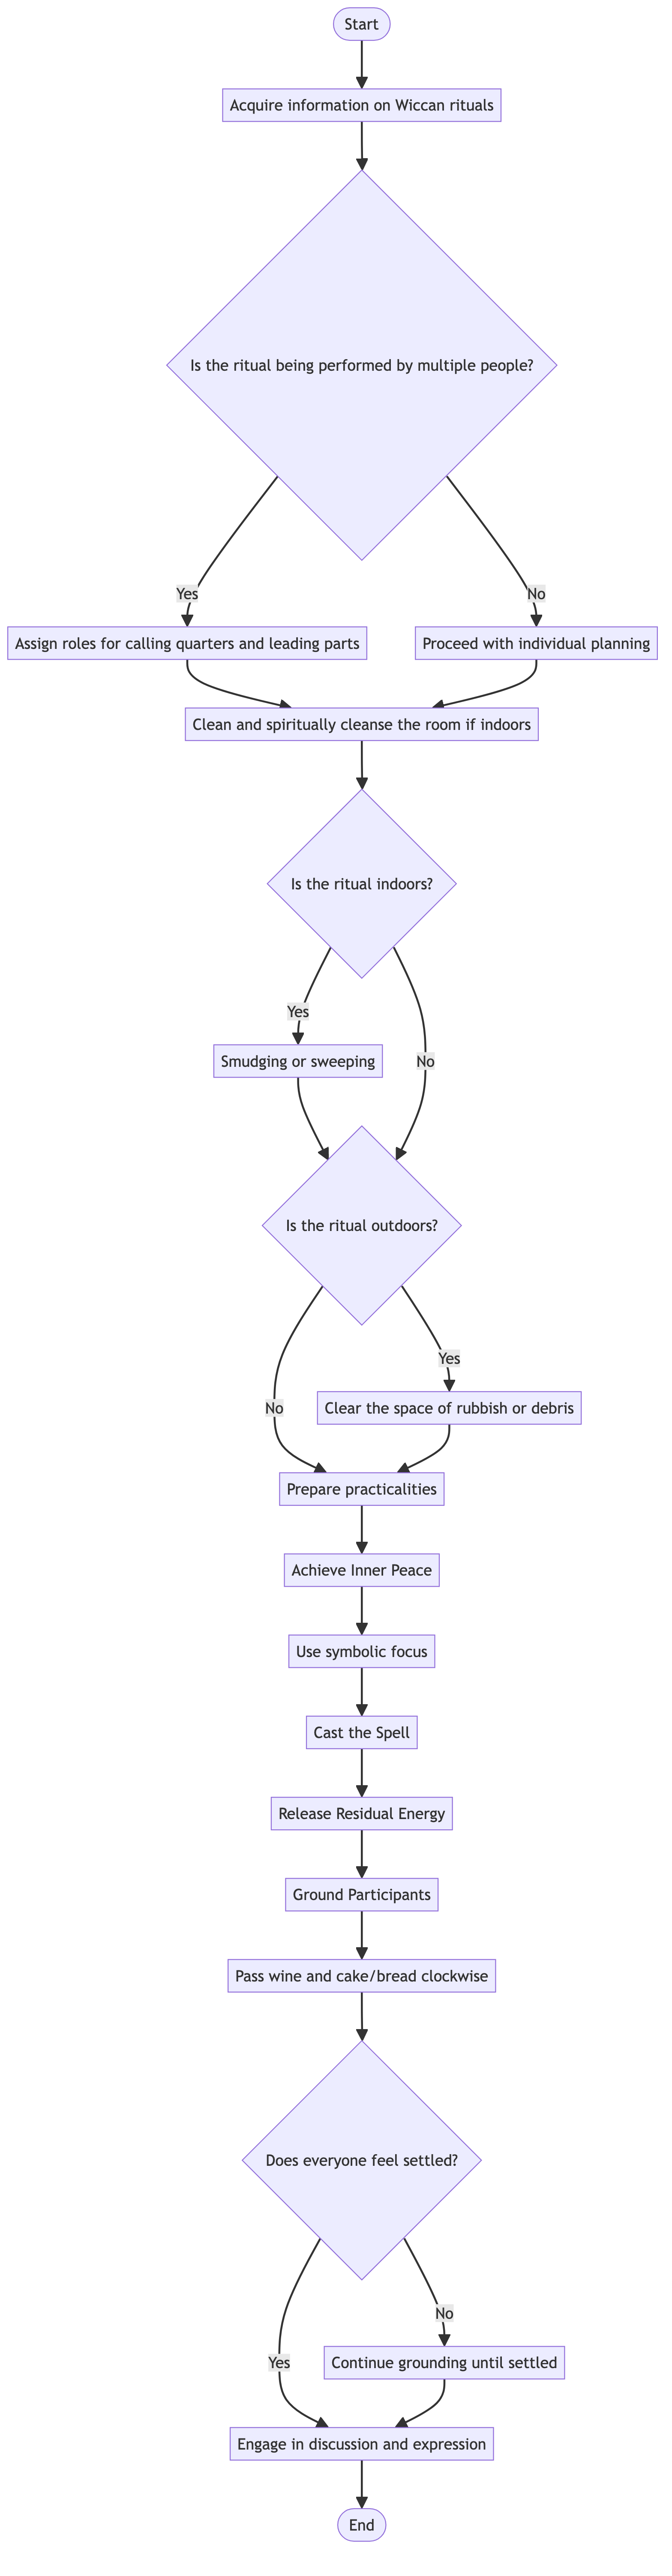 Start
Acquire information on Wiccan rituals
Is the ritual being performed by multiple people?
Yes
No
Assign roles for calling quarters and leading parts
Proceed with individual planning
Clean and spiritually cleanse the room if indoors
Is the ritual indoors?
Yes
Smudging or sweeping
No
Is the ritual outdoors?
Yes
No
Clear the space of rubbish or debris
Prepare practicalities
Achieve Inner Peace
Use symbolic focus
Cast the Spell
Release Residual Energy
Ground Participants
Pass wine and cake/bread clockwise
Does everyone feel settled?
No
Yes
Continue grounding until settled
Engage in discussion and expression
End